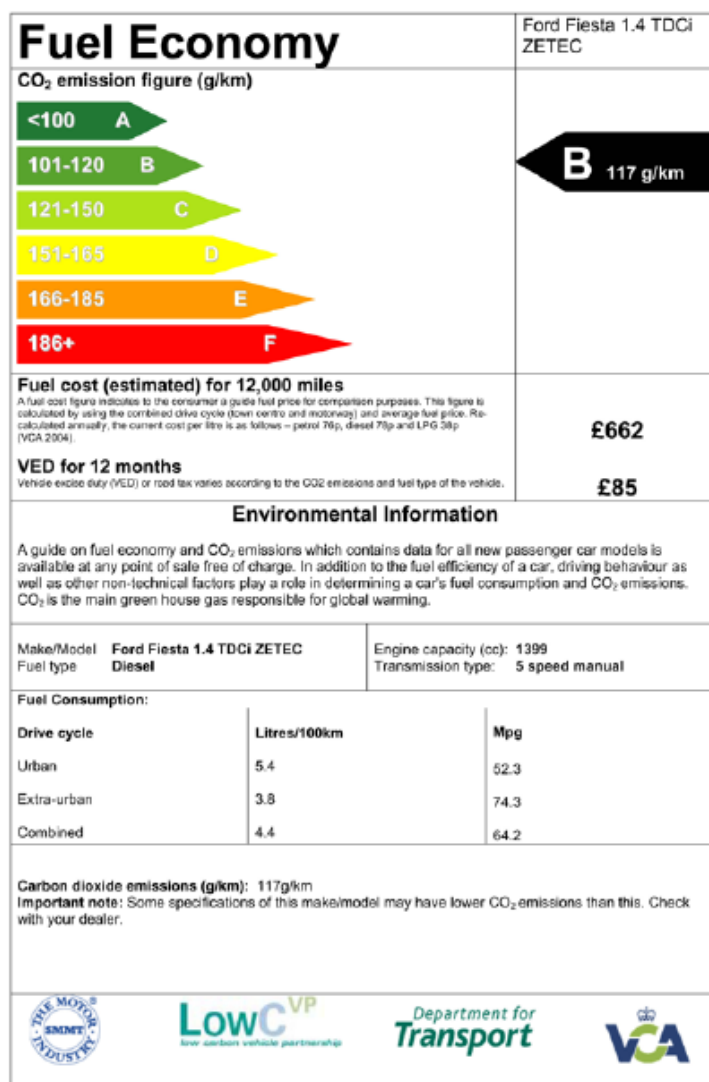 Fuel Economy
Ford Fiesta 1.4 TDCi
ZETEC
CO₂ emission figure (g/km)
<100 A
101-120 B
121-150 C
151-165 D
166-185 E
186+ F
B 117 g/km
Fuel cost (estimated) for 12,000 miles
A fuel cost figure indicates to the consumer a guide fuel price for comparison purposes. This figure is
calculated by using the combined drive cycle (town centre and motorway) and average fuel price. Re-
calculated annually, the current cost per litre is as follows – petrol 76p, diesel 78p and LPG 38p
(VCA 2004).
£662
VED for 12 months
Vehicle excise duty (VED) or road tax varies according to the CO2 emissions and fuel type of the vehicle.
£85
Environmental Information
A guide on fuel economy and CO₂ emissions which contains data for all new passenger car models is
available at any point of sale free of charge. In addition to the fuel efficiency of a car, driving behaviour as
well as other non-technical factors play a role in determining a car's fuel consumption and CO₂ emissions.
CO₂ is the main green house gas responsible for global warming.
Make/Model Ford Fiesta 1.4 TDCi ZETEC
Fuel type Diesel
Engine capacity (cc): 1399
Transmission type: 5 speed manual
Fuel Consumption:
Drive cycle Litres/100km Mpg
Urban 5.4 52.3
Extra-urban 3.8 74.3
Combined 4.4 64.2
Carbon dioxide emissions (g/km): 117g/km
Important note: Some specifications of this make/model may have lower CO₂ emissions than this. Check
with your dealer.
THE MOTOR
SMMT
INDUSTRY
LowC VP
low carbon vehicle partnership
Department for
Transport
VCA